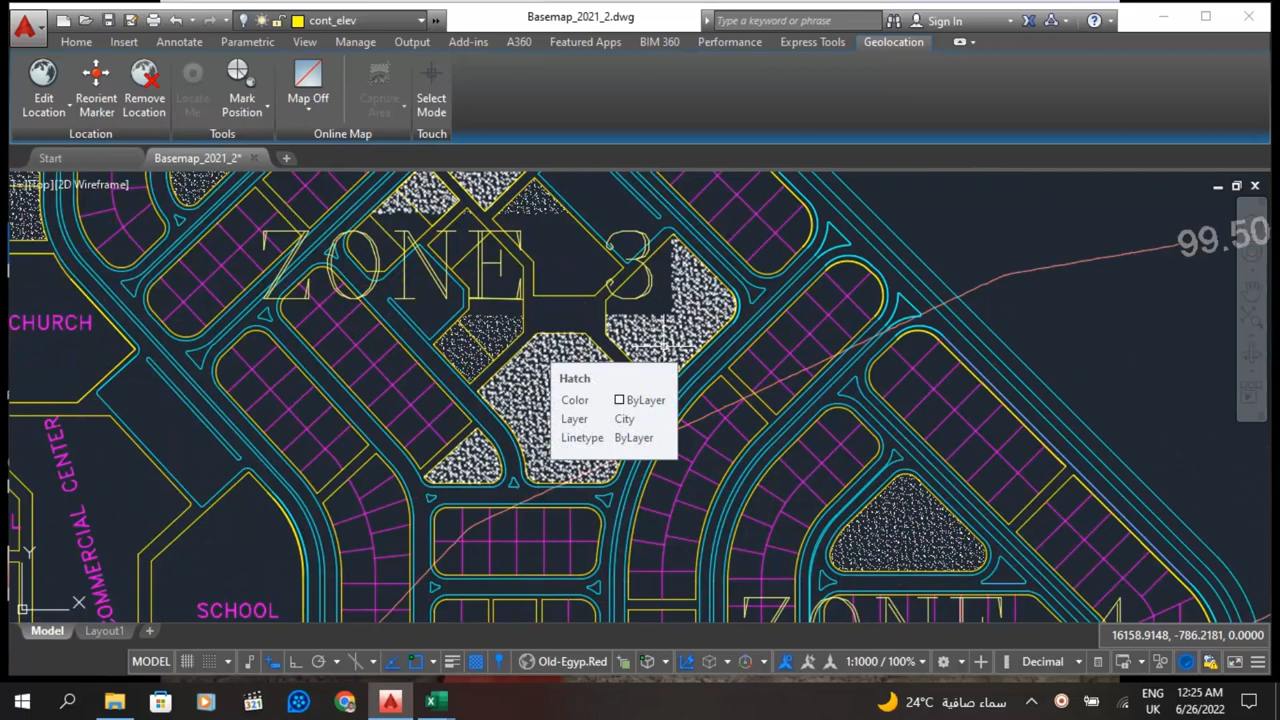 cont_elev
Basemap_2021_2.dwg
Type a keyword or phrase
Sign In
Home Insert Annotate Parametric View Manage Output Add-ins A360 Featured Apps BIM 360 Performance Express Tools Geolocation
Edit Location
Reorient Marker
Remove Location
Locate Me
Mark Position
Map Off
Capture Area
Select Mode
Location Tools Online Map Touch
Start Basemap_2021_2*
[Top][2D Wireframe]
ZONE 3
99.50
CHURCH
Hatch
Color ByLayer
Layer City
Linetype ByLayer
COMMERCIAL CENTER
SCHOOL
Y
X
Model Layout1
16158.9148, -786.2181, 0.0000
MODEL Old-Egyp.Red 1:1000 / 100% Decimal
321
24°C سماء صافية
ENG
UK
12:25 AM
6/26/2022